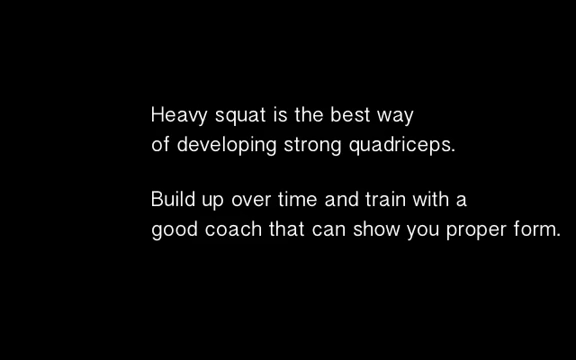 Heavy squat is the best way
of developing strong quadriceps.
Build up over time and train with a
good coach that can show you proper form.